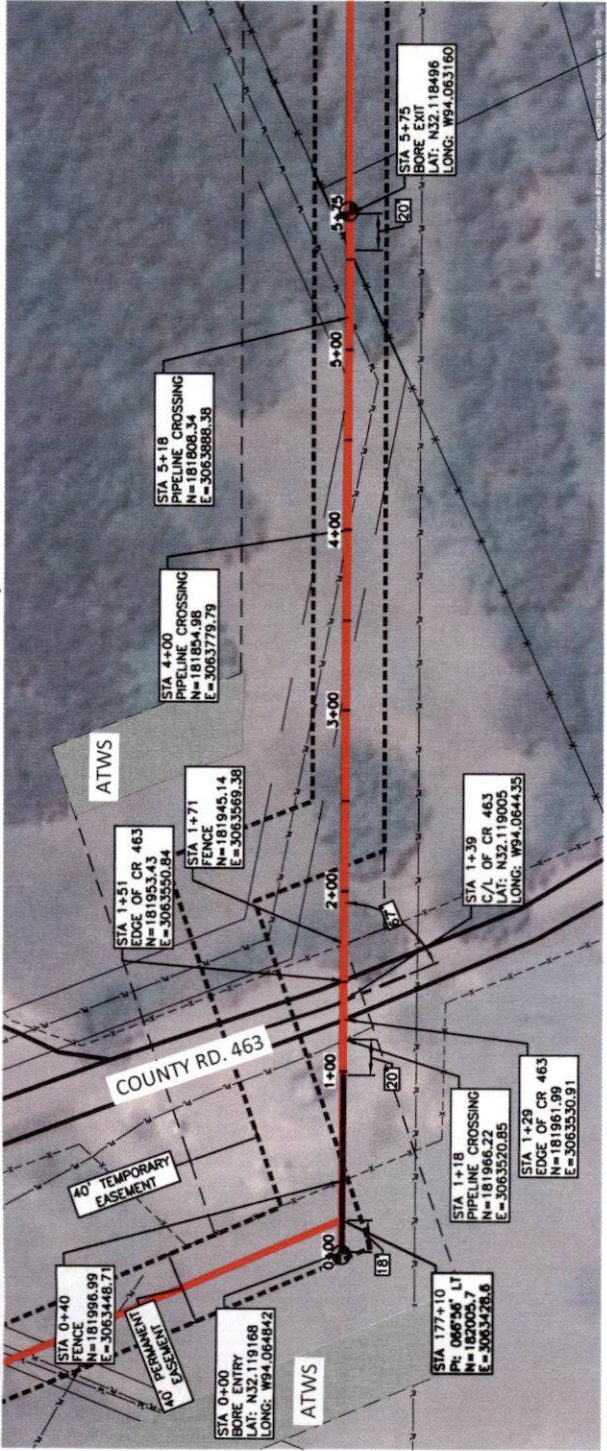 STA 0+40
FENCE
N=181996.99
E=3063448.71
40' PERMANENT
EASEMENT
STA 0+00
BORE ENTRY
LAT: N32.119168
LONG: W94.064842
ATWS
40' TEMPORARY
EASEMENT
COUNTY RD. 463
STA 1+51
EDGE OF CR 463
N=181953.43
E=3063550.84
ATWS
STA 1+71
FENCE
N=181945.14
E=3063569.38
STA 4+00
PIPELINE CROSSING
N=181854.98
E=3063779.79
STA 5+18
PIPELINE CROSSING
N=181808.34
E=3063888.38
0+00
1+00
2+00
3+00
4+00
5+00
5+75
18'
20'
67°
20'
STA 177+10
PI: 066°56' LT
N=182005.7
E=3063428.6
STA 1+18
PIPELINE CROSSING
N=181966.22
E=3063520.85
STA 1+29
EDGE OF CR 463
N=181961.99
E=3063530.91
STA 1+39
C/L OF CR 463
LAT: N32.119005
LONG: W94.064435
STA 5+75
BORE EXIT
LAT: N32.118496
LONG: W94.063160